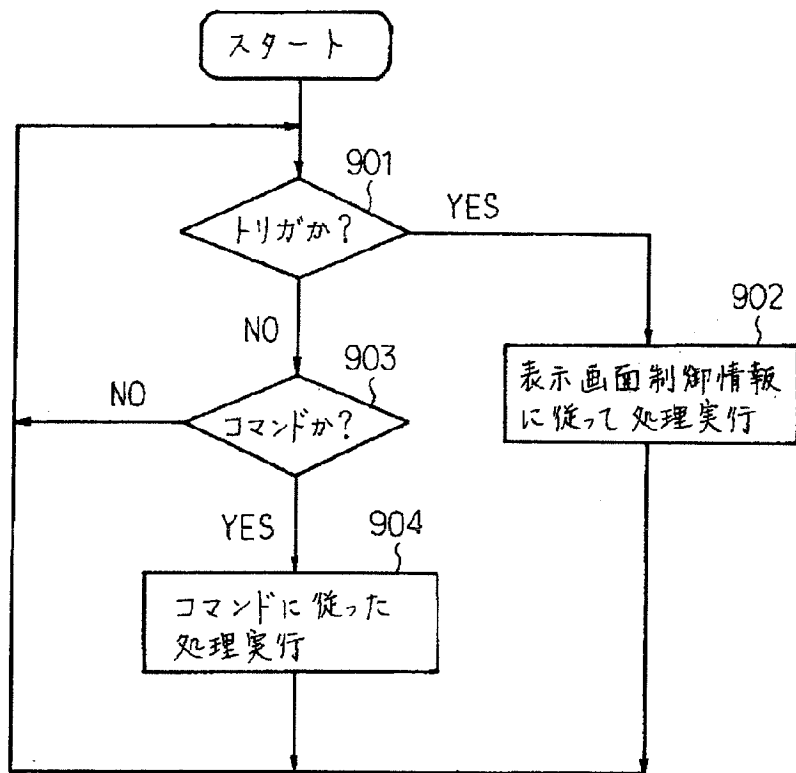 スタート
901
トリガか?
YES
902
NO
表示画面制御情報
に従って処理実行
903
NO
コマンドか?
YES
904
コマンドに従った
処理実行